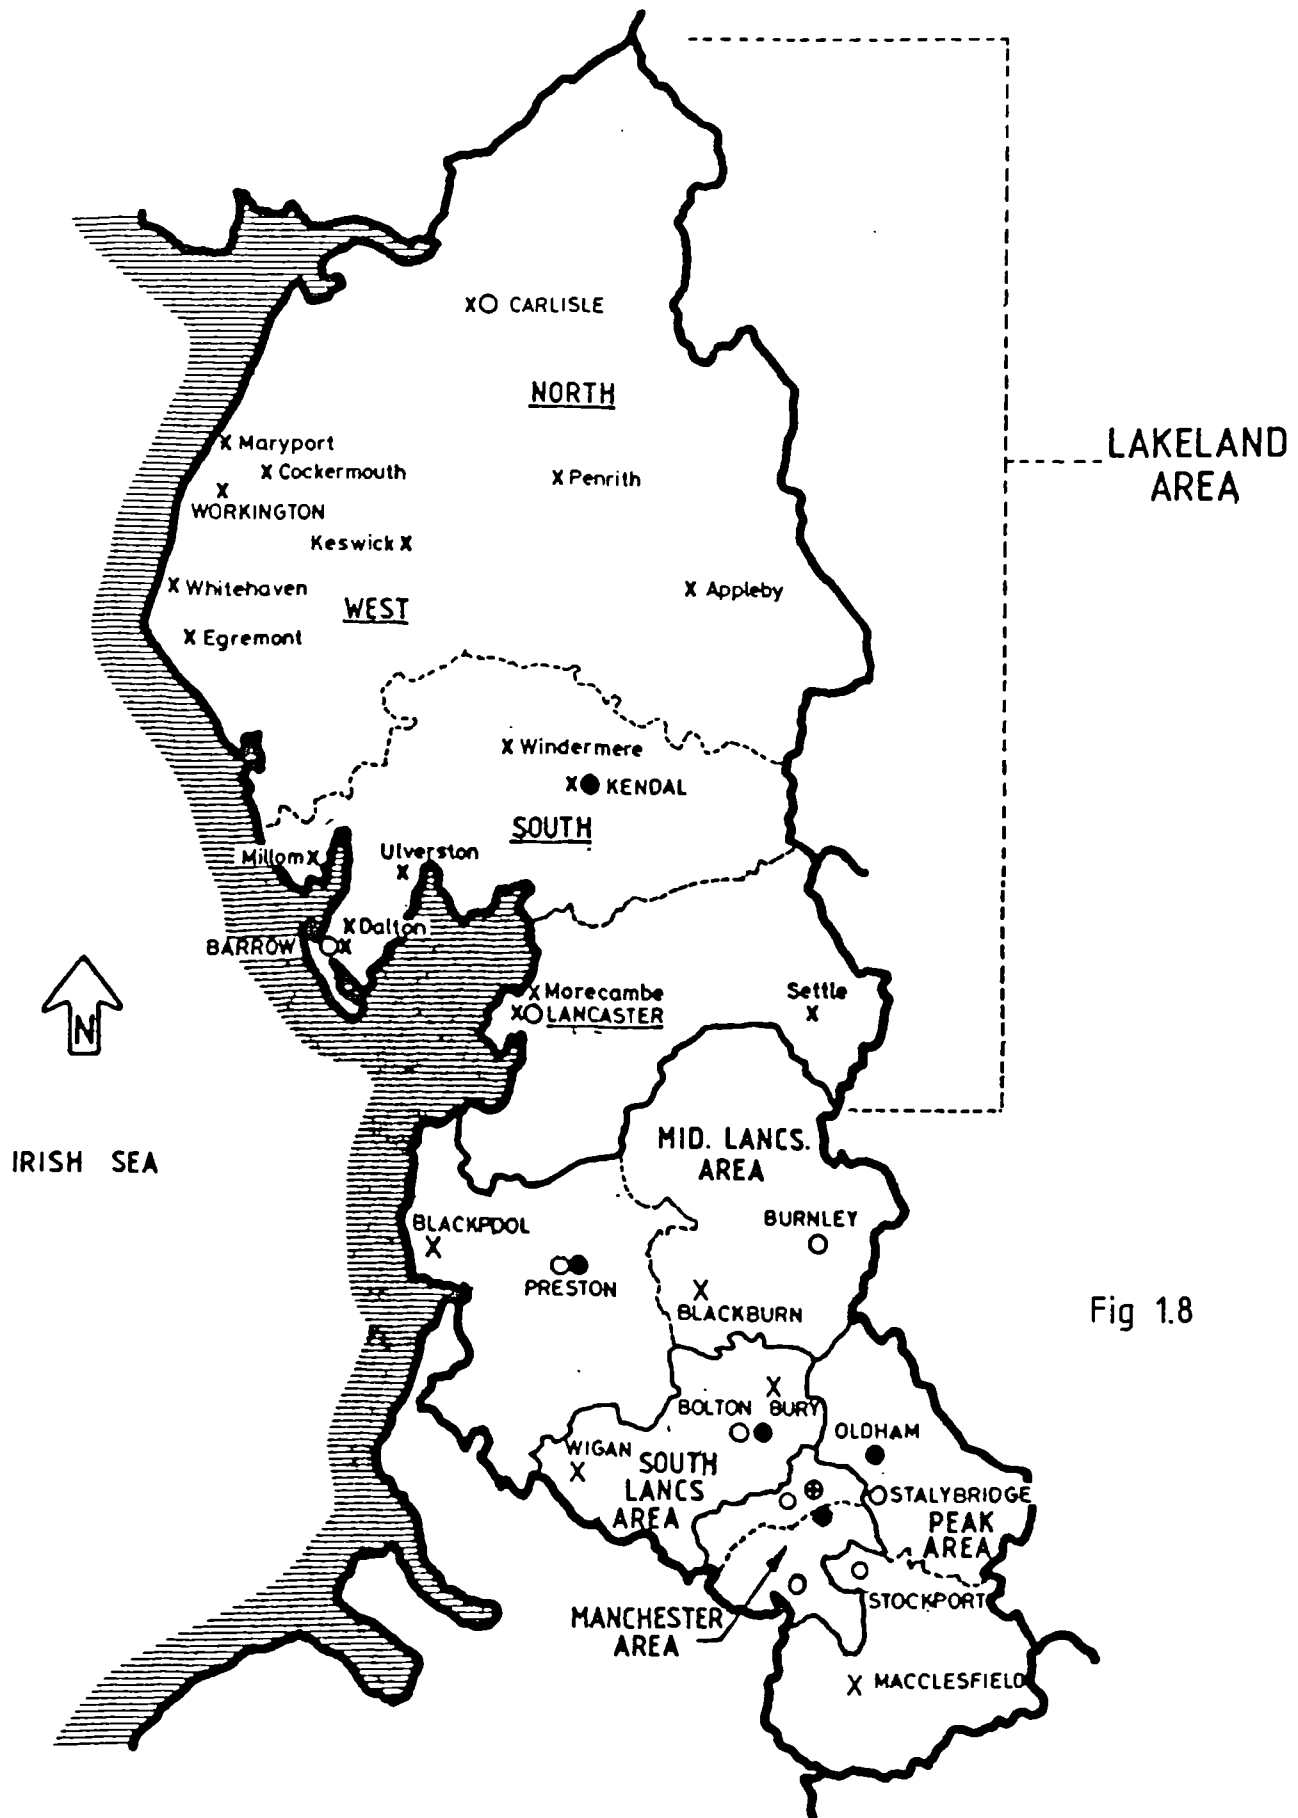 CARLISLE
NORTH
LAKELAND
AREA
Maryport
Cockermouth
Penrith
WORKINGTON
Keswick
Whitehaven
Appleby
WEST
Egremont
Windermere
KENDAL
SOUTH
Millom
Ulverston
Dalton
BARROW
Morecambe
Settle
LANCASTER
N
MID. LANCS.
AREA
IRISH SEA
BLACKPOOL
BURNLEY
PRESTON
BLACKBURN
Fig 1.8
BOLTON
BURY
OLDHAM
WIGAN
SOUTH
LANCS
AREA
STALYBRIDGE
PEAK
AREA
STOCKPORT
MANCHESTER
AREA
MACCLESFIELD